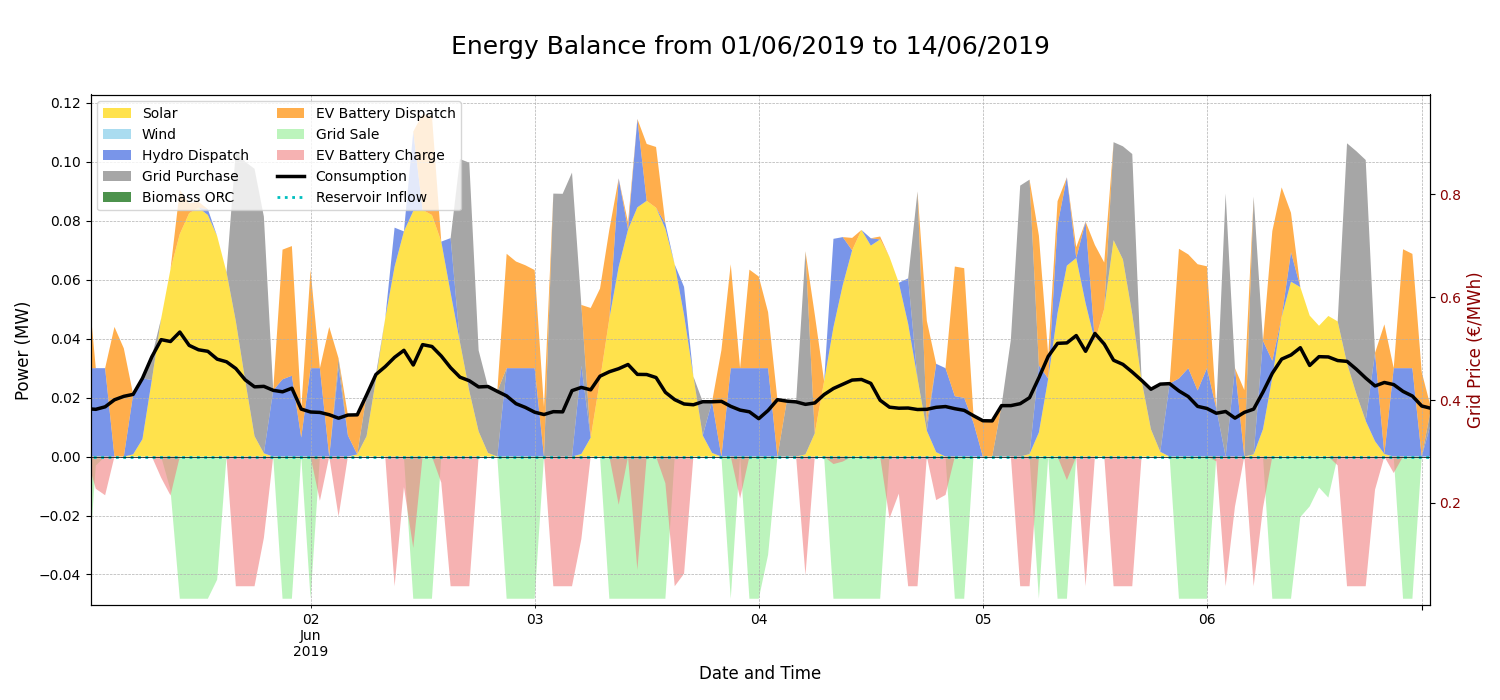 Energy Balance from 01/06/2019 to 14/06/2019
Solar
Wind
Hydro Dispatch
Grid Purchase
Biomass ORC
EV Battery Dispatch
Grid Sale
EV Battery Charge
Consumption
Reservoir Inflow
Power (MW)
0.12
0.10
0.08
0.06
0.04
0.02
0.00
−0.02
−0.04
Grid Price (€/MWh)
0.8
0.6
0.4
0.2
02
Jun
2019
03
04
05
06
Date and Time